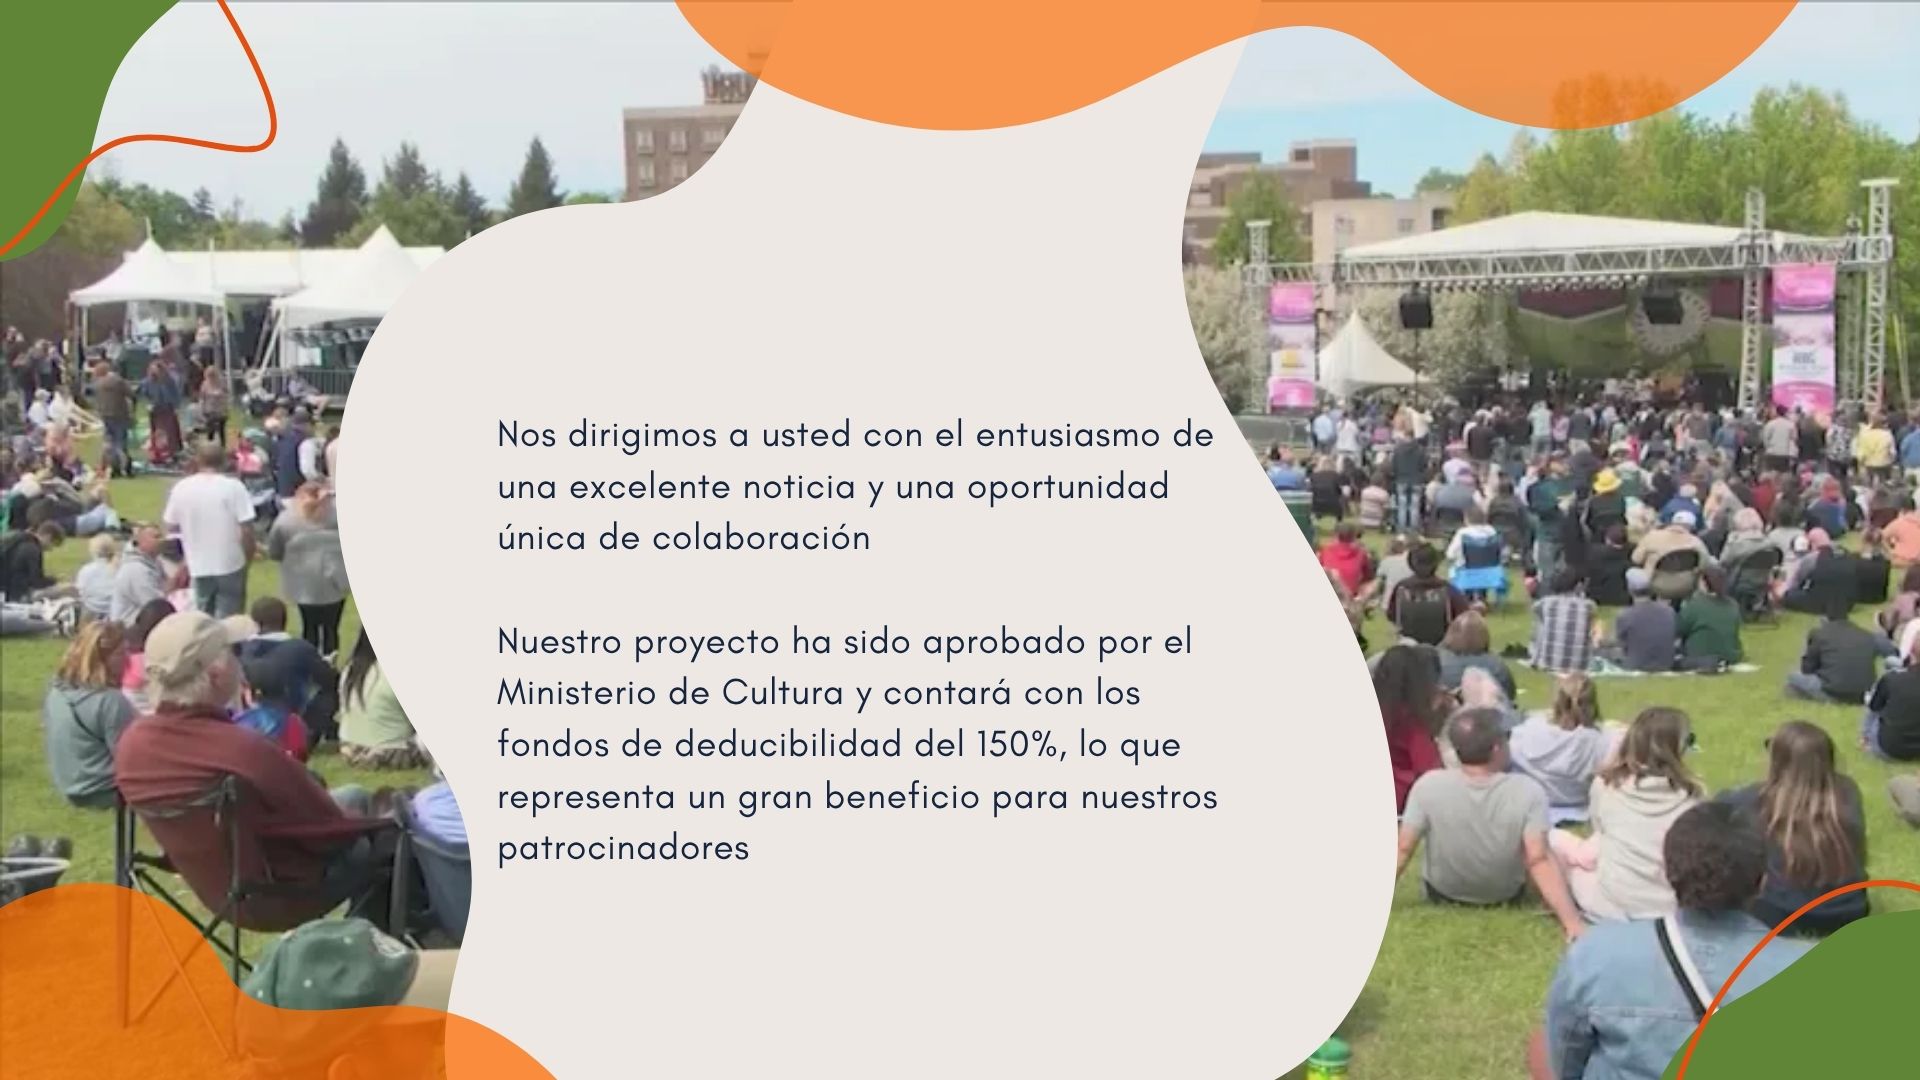 Nos dirigimos a usted con el entusiasmo de
una excelente noticia y una oportunidad
única de colaboración
Nuestro proyecto ha sido aprobado por el
Ministerio de Cultura y contará con los
fondos de deducibilidad del 150%, lo que
representa un gran beneficio para nuestros
patrocinadores